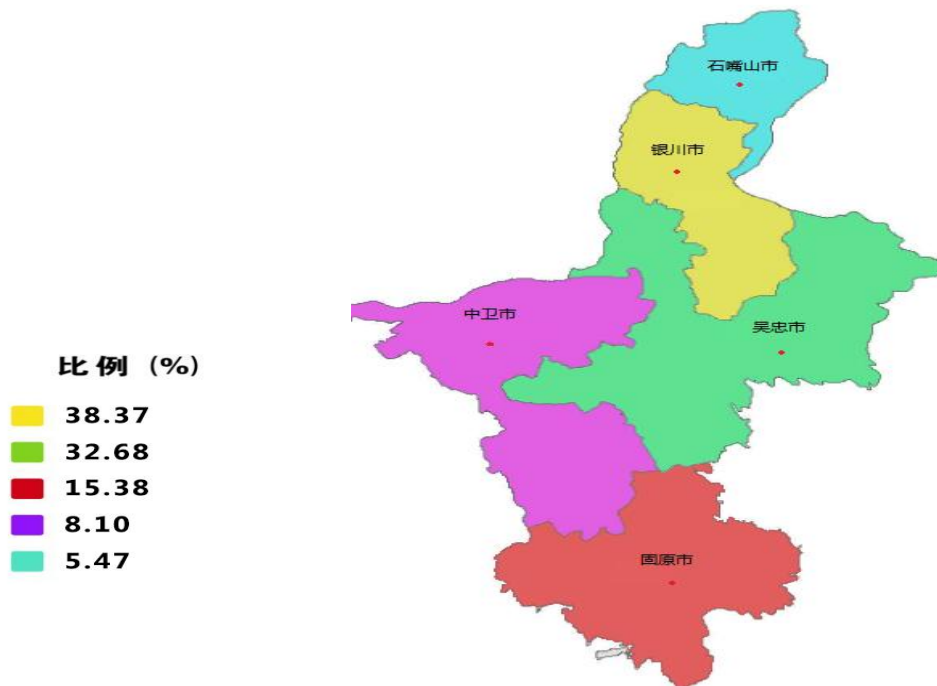 石嘴山市
银川市
中卫市
吴忠市
固原市
比例 (%)
38.37
32.68
15.38
8.10
5.47